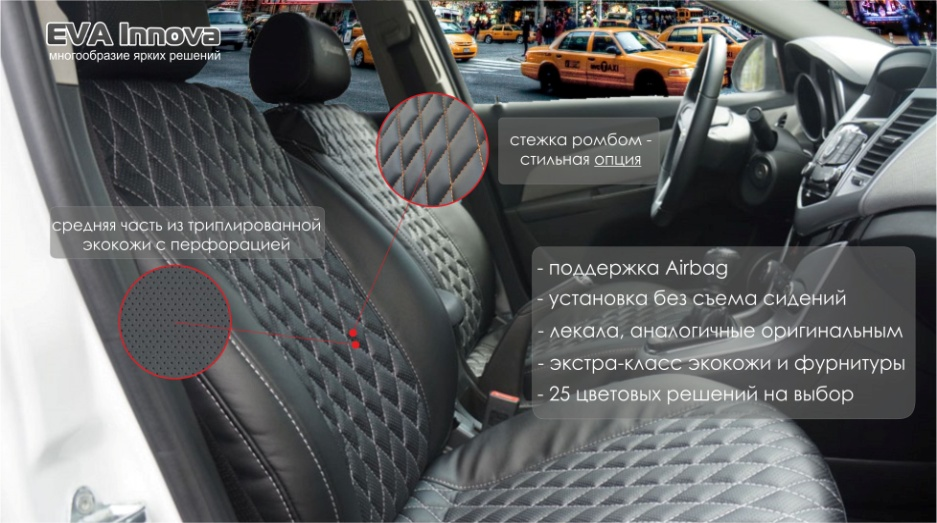 EVA Innova
многообразие ярких решений
стежка ромбом -
стильная опция
средняя часть из триплированной
экокожи с перфорацией
- поддержка Airbag
- установка без съема сидений
- лекала, аналогичные оригинальным
- экстра-класс экокожи и фурнитуры
- 25 цветовых решений на выбор
TAXI